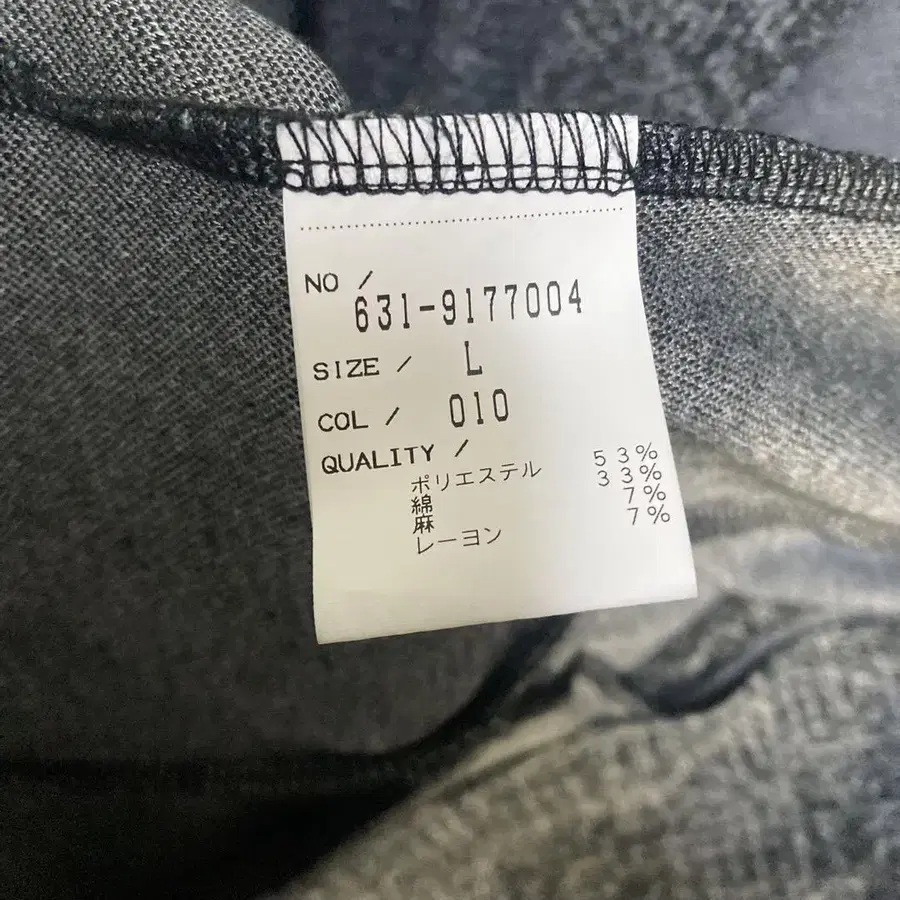 NO /
631-9177004
SIZE / L
COL / 010
QUALITY /
ポリエステル 53%
綿 33%
麻 7%
レーヨン 7%